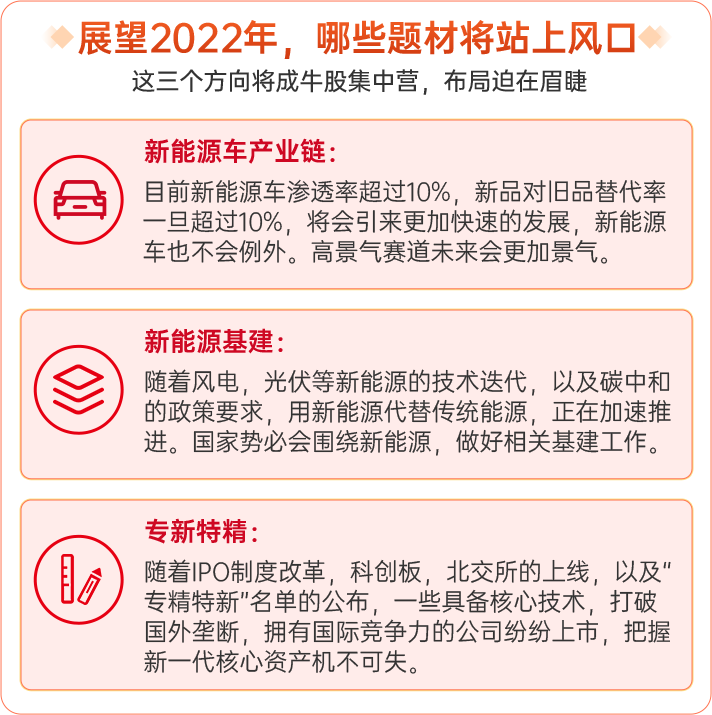 展望2022年，哪些题材将站上风口
这三个方向将成牛股集中营，布局迫在眉睫
新能源车产业链：
目前新能源车渗透率超过10%，新品对旧品替代率
一旦超过10%，将会引来更加快速的发展，新能源
车也不会例外。高景气赛道未来会更加景气。
新能源基建：
随着风电，光伏等新能源的技术迭代，以及碳中和
的政策要求，用新能源代替传统能源，正在加速推
进。国家势必会围绕新能源，做好相关基建工作。
专新特精：
随着IPO制度改革，科创板，北交所的上线，以及“
专精特新”名单的公布，一些具备核心技术，打破
国外垄断，拥有国际竞争力的公司纷纷上市，把握
新一代核心资产机不可失。